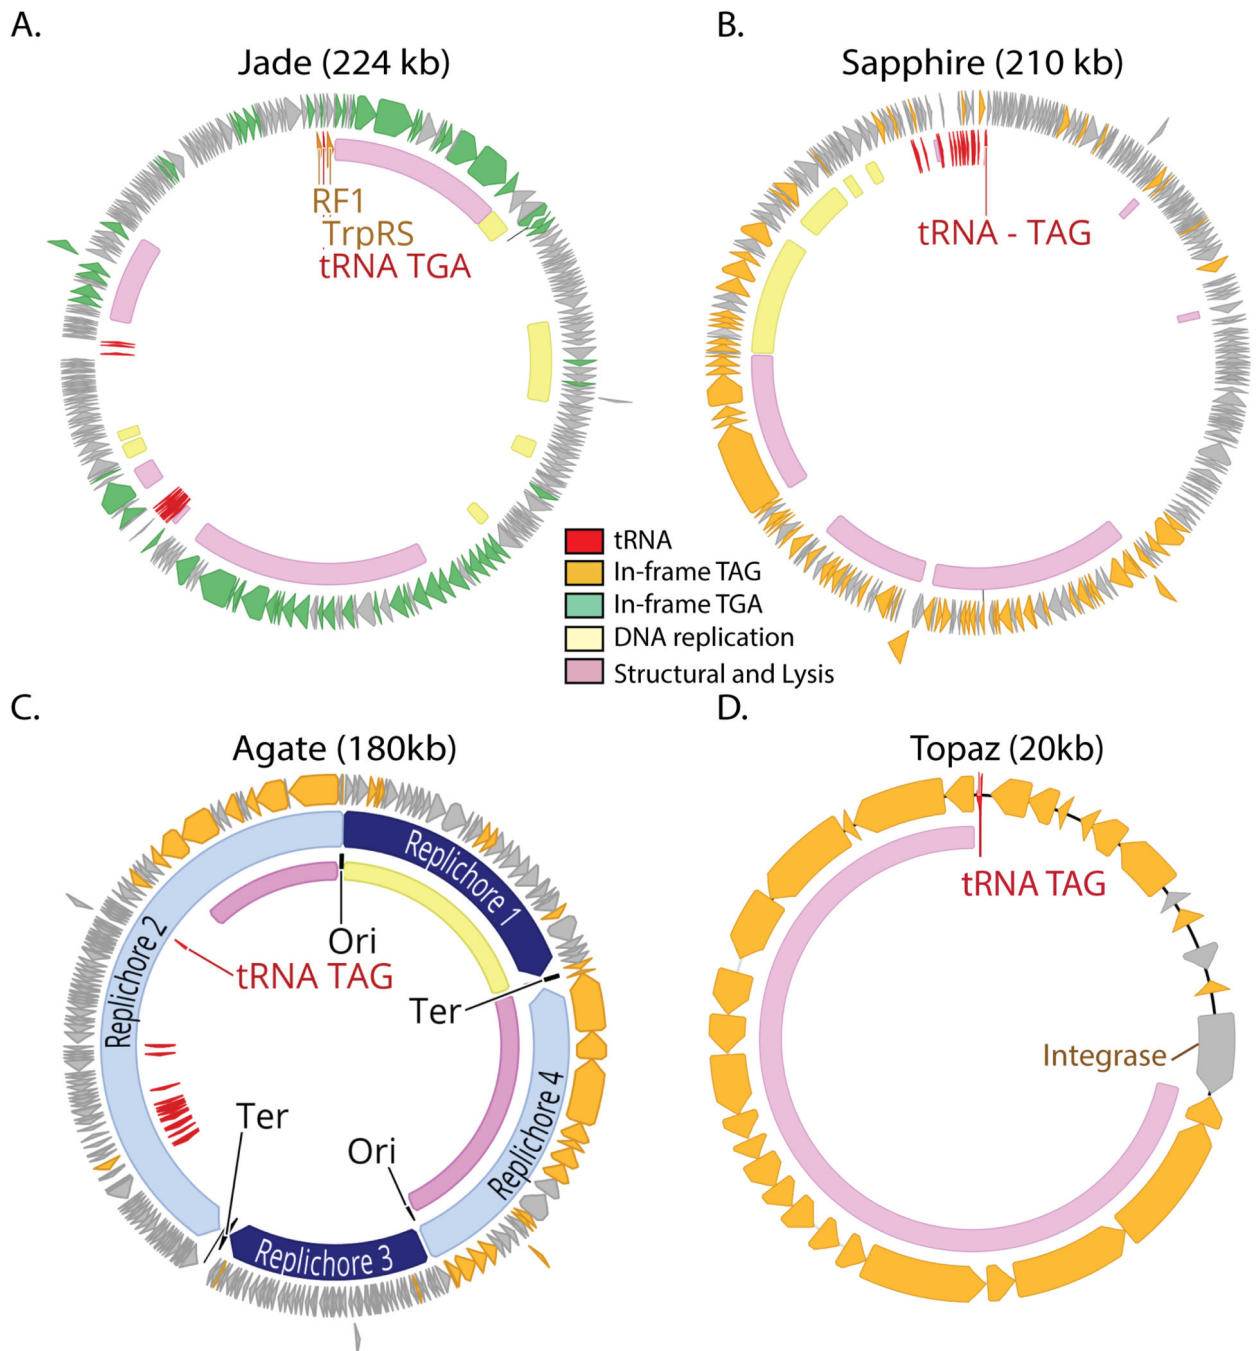 A.
Jade (224 kb)
RF1
TrpRS
tRNA TGA
B.
Sapphire (210 kb)
tRNA - TAG
tRNA
In-frame TAG
In-frame TGA
DNA replication
Structural and Lysis
C.
Agate (180kb)
Replichore 1
Replichore 2
Ori
tRNA TAG
Ter
Replichore 4
Ter
Ori
Replichore 3
D.
Topaz (20kb)
tRNA TAG
Integrase